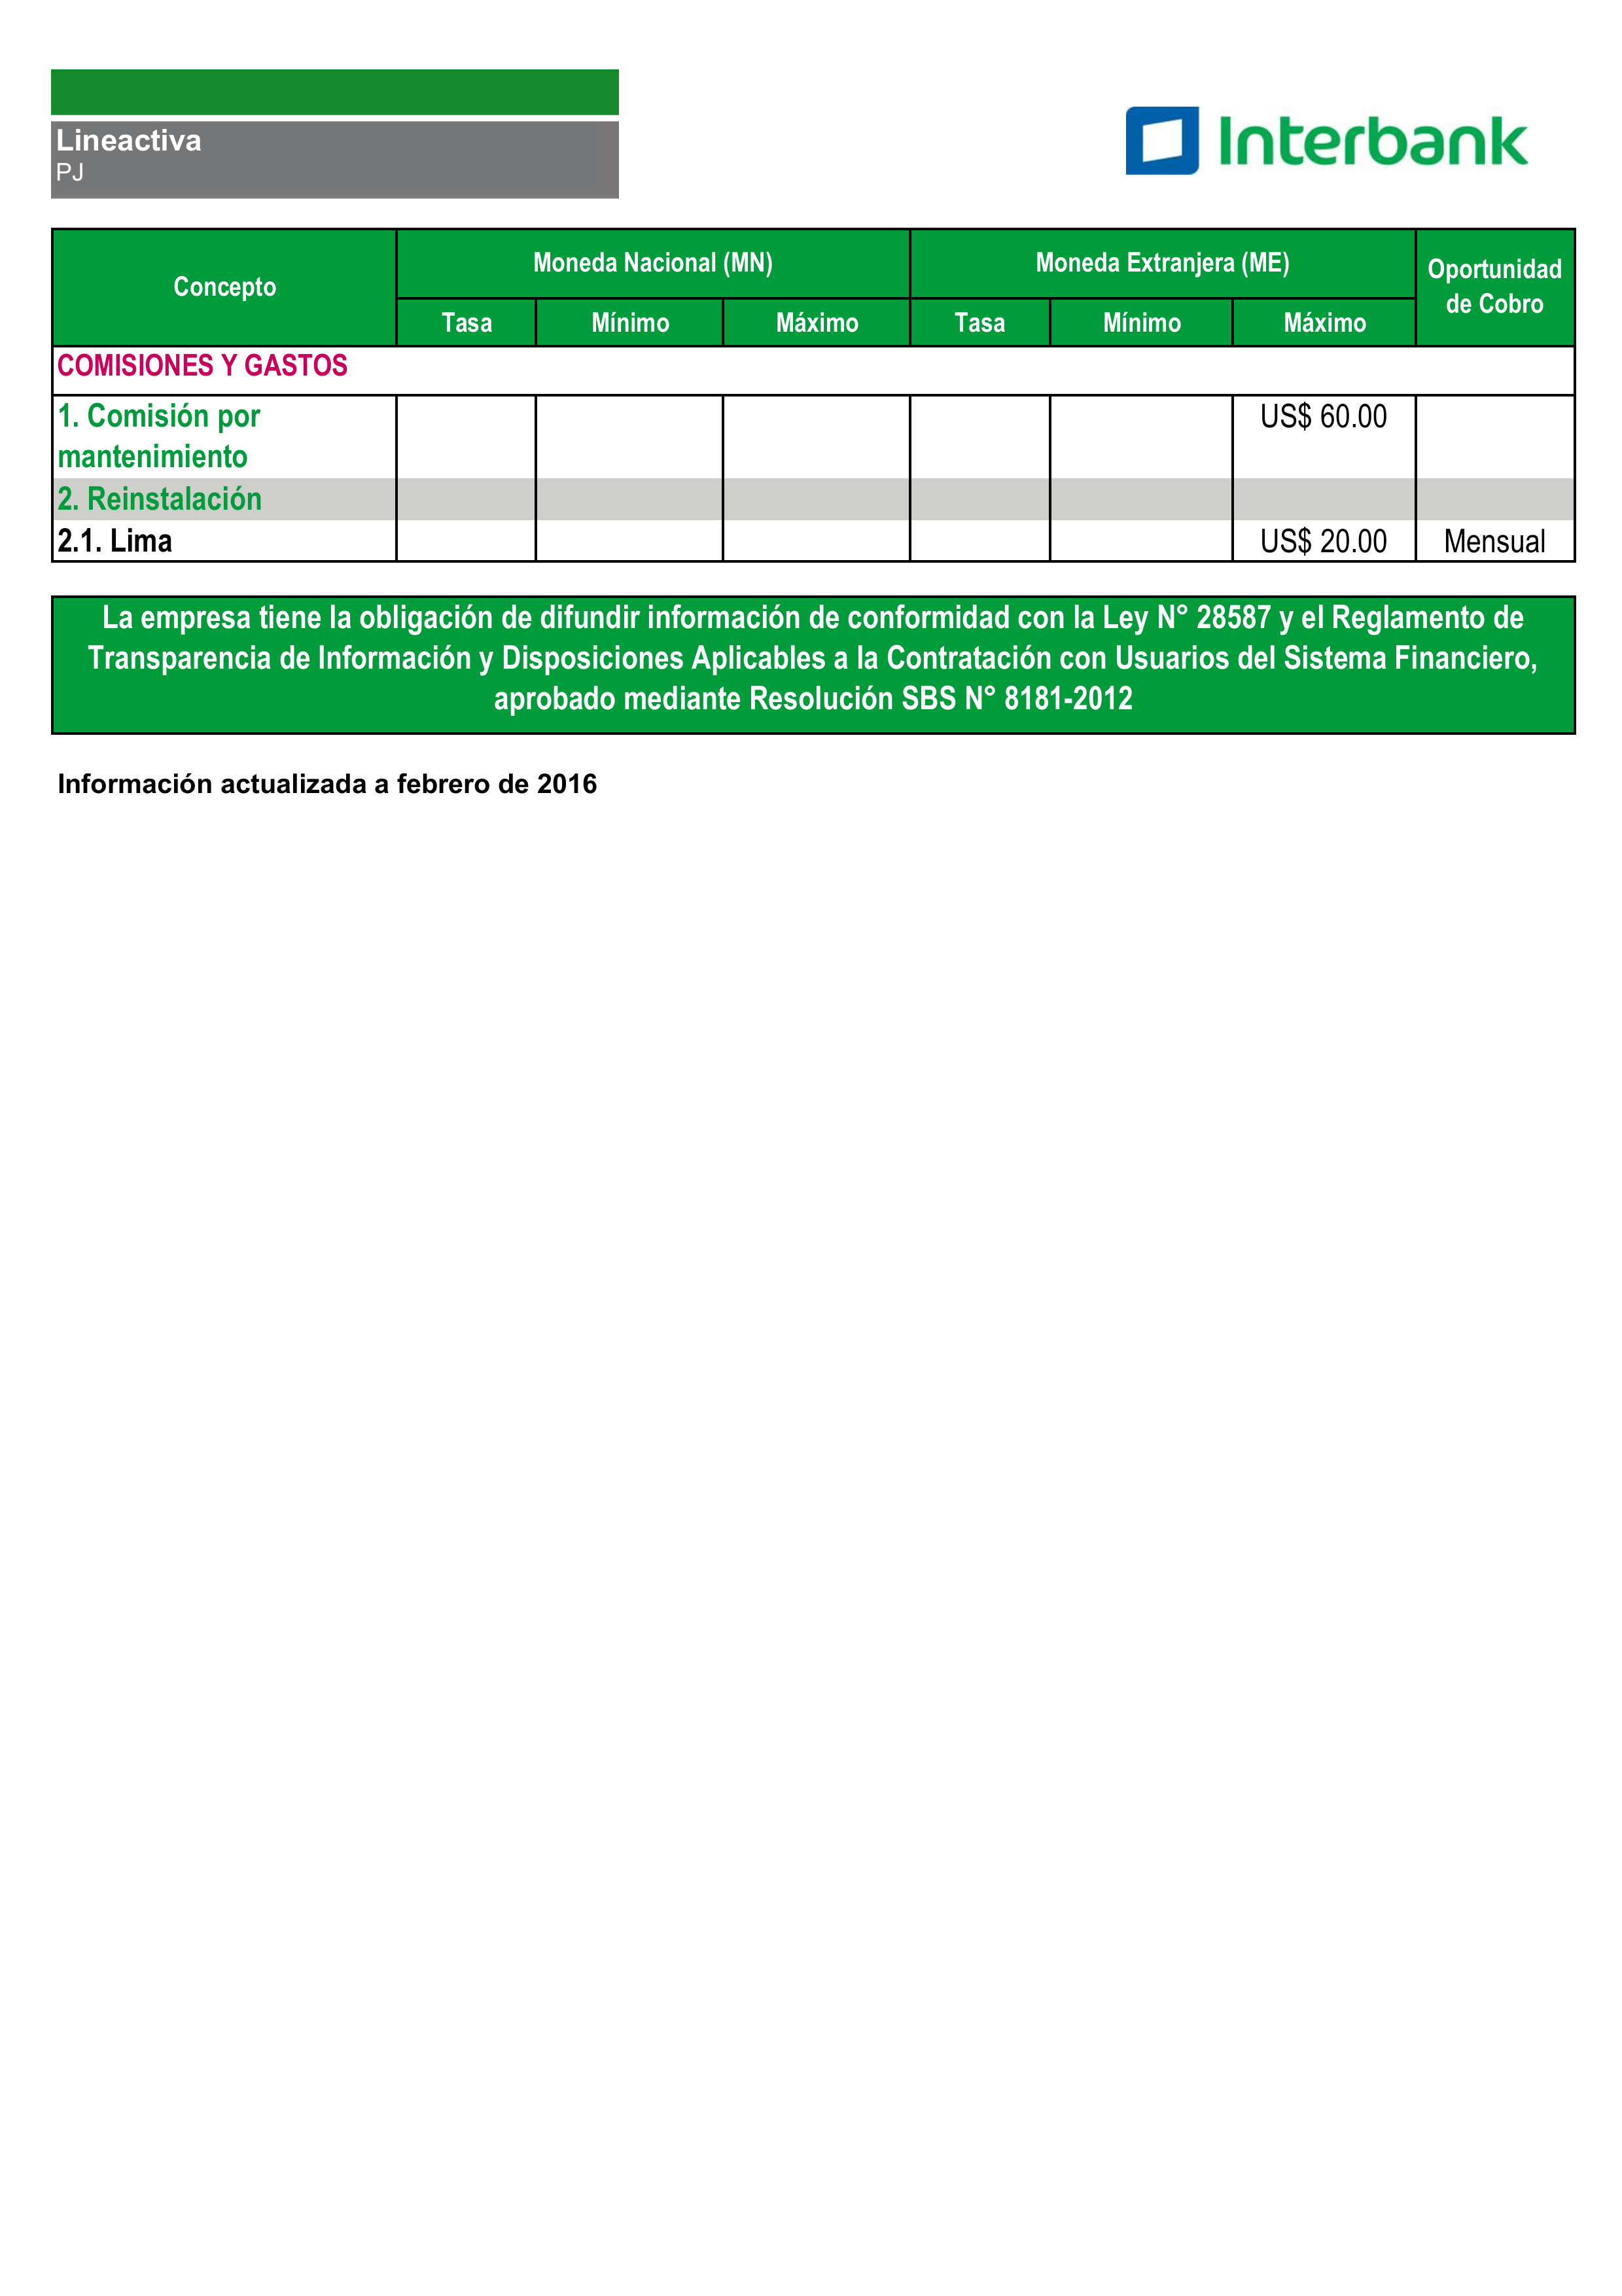 Lineactiva
PJ
Interbank
Concepto
Moneda Nacional (MN)
Moneda Extranjera (ME)
Oportunidad
de Cobro
Tasa
Mínimo
Máximo
Tasa
Mínimo
Máximo
COMISIONES Y GASTOS
1. Comisión por
mantenimiento
US$ 60.00
2. Reinstalación
2.1. Lima
US$ 20.00
Mensual
La empresa tiene la obligación de difundir información de conformidad con la Ley N° 28587 y el Reglamento de
Transparencia de Información y Disposiciones Aplicables a la Contratación con Usuarios del Sistema Financiero,
aprobado mediante Resolución SBS N° 8181-2012
Información actualizada a febrero de 2016